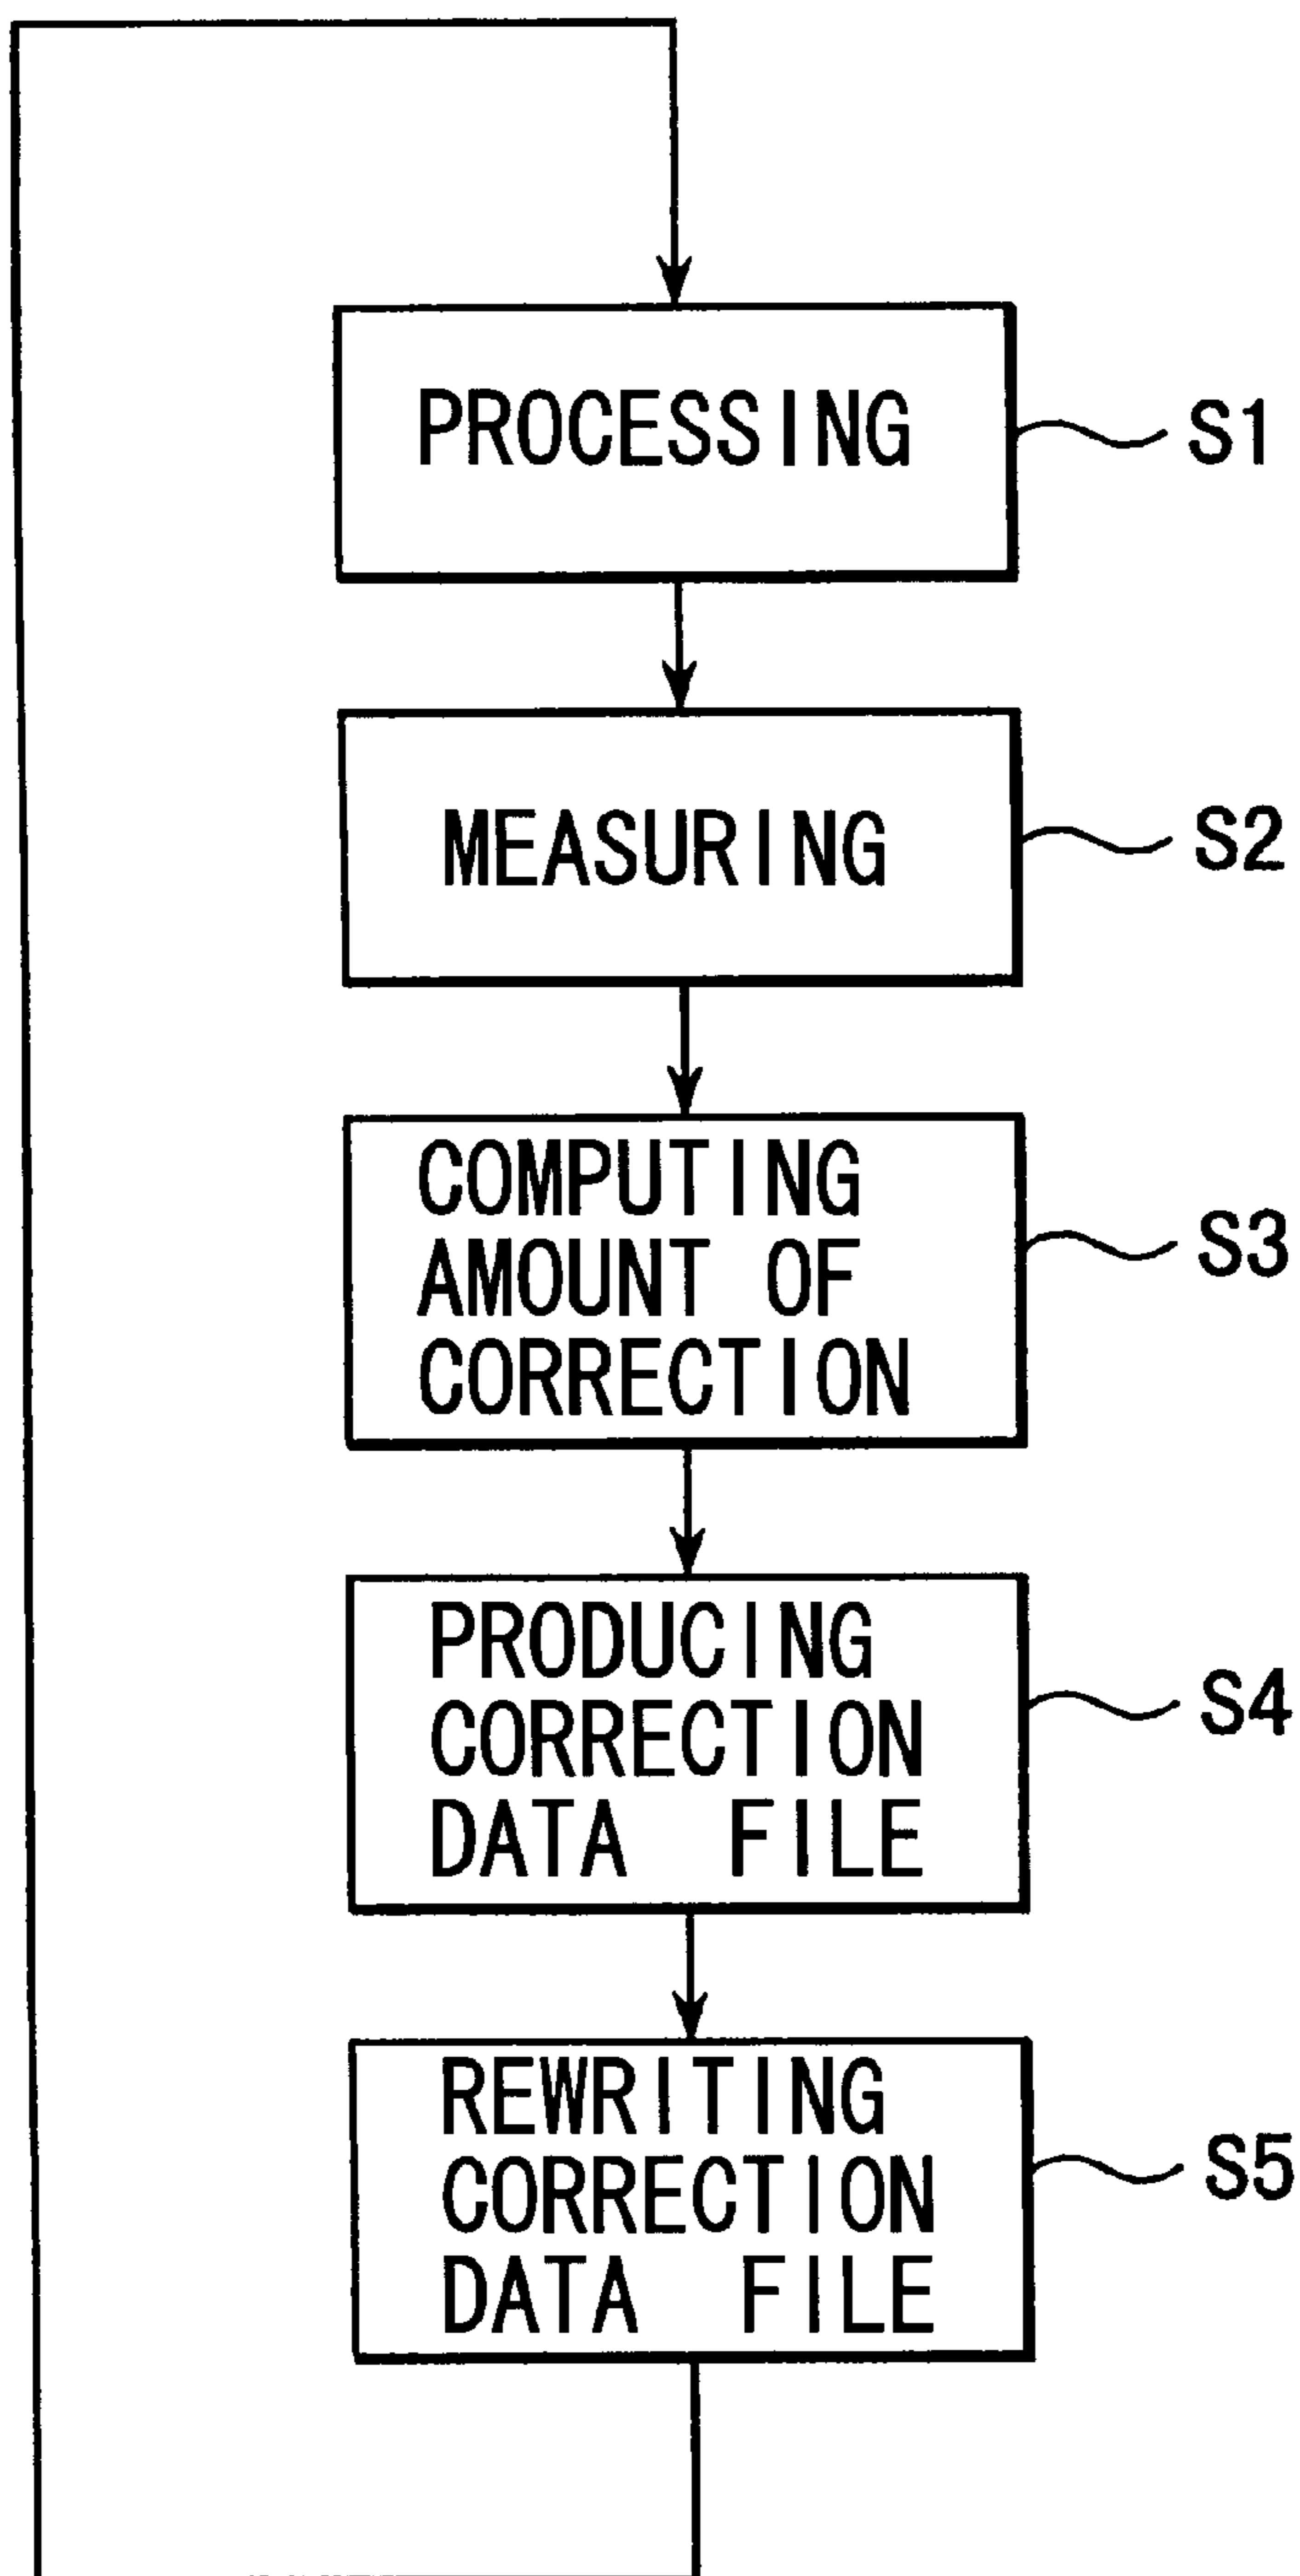 PROCESSING
S1
MEASURING
S2
COMPUTING
AMOUNT OF
CORRECTION
S3
PRODUCING
CORRECTION
DATA FILE
S4
REWRITING
CORRECTION
DATA FILE
S5